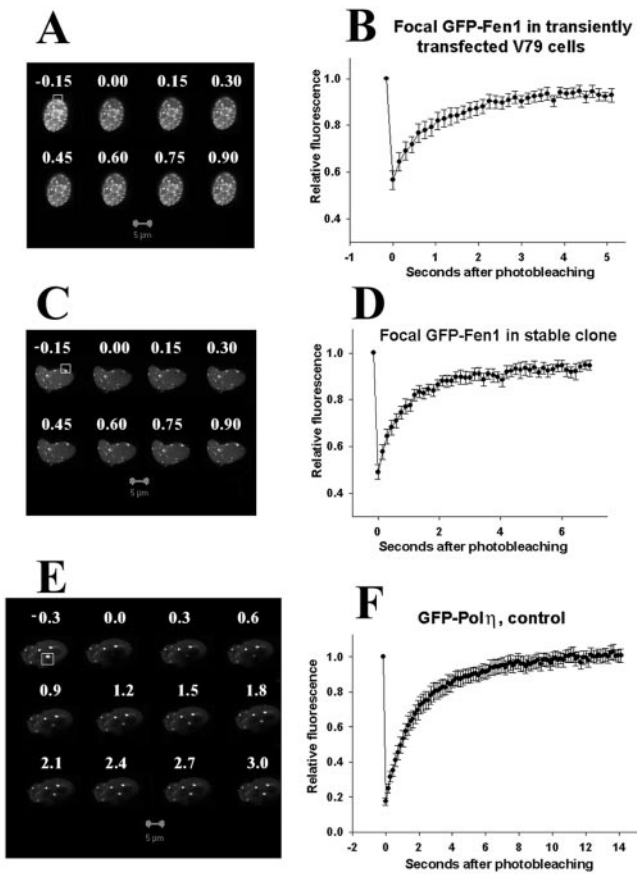 A
-0.15 0.00 0.15 0.30
0.45 0.60 0.75 0.90
5 μm
B
Focal GFP-Fen1 in transiently
transfected V79 cells
Relative fluorescence
1.0
0.8
0.6
0.4
-1 0 1 2 3 4 5
Seconds after photobleaching
C
-0.15 0.00 0.15 0.30
0.45 0.60 0.75 0.90
5 μm
D
Focal GFP-Fen1 in stable clone
Relative fluorescence
1.0
0.8
0.6
0.4
0 2 4 6
Seconds after photobleaching
E
-0.3 0.0 0.3 0.6
0.9 1.2 1.5 1.8
2.1 2.4 2.7 3.0
5 μm
F
GFP-Polη, control
Relative fluorescence
1.0
0.8
0.6
0.4
0.2
0.0
-2 0 2 4 6 8 10 12 14
Seconds after photobleaching